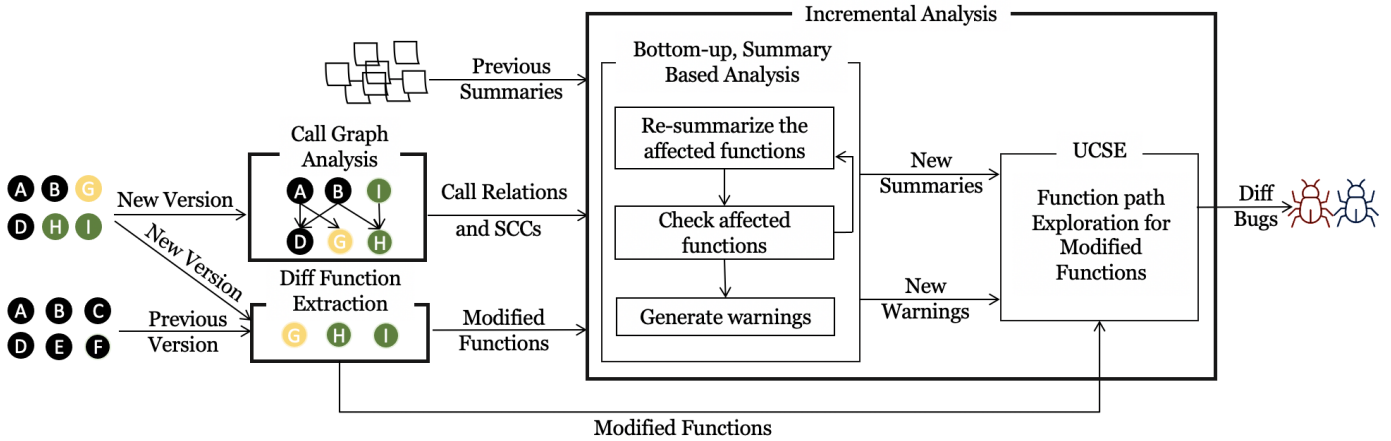 Incremental Analysis
Bottom-up, Summary
Based Analysis
Previous
Summaries
Re-summarize the
affected functions
Call Graph
Analysis
UCSE
New
Summaries
A B G
New Version
A B I
Call Relations
and SCCs
Function path
Exploration for
Modified
Functions
Diff
Bugs
D H I
D G H
Check affected
functions
New Version
Diff Function
Extraction
New
Warnings
A B C
Previous
Version
G H I
Modified
Functions
Generate warnings
D E F
Modified Functions